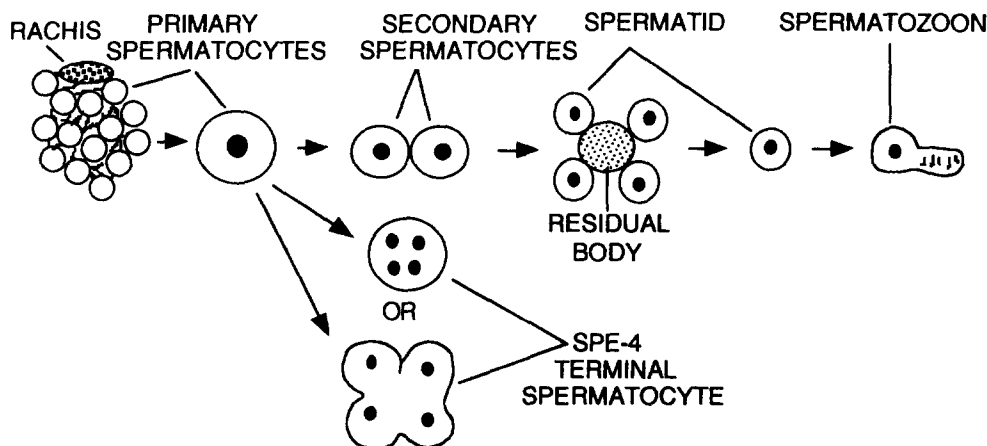 RACHIS
PRIMARY
SPERMATOCYTES
SECONDARY
SPERMATOCYTES
SPERMATID
SPERMATOZOON
RESIDUAL
BODY
OR
SPE-4
TERMINAL
SPERMATOCYTE